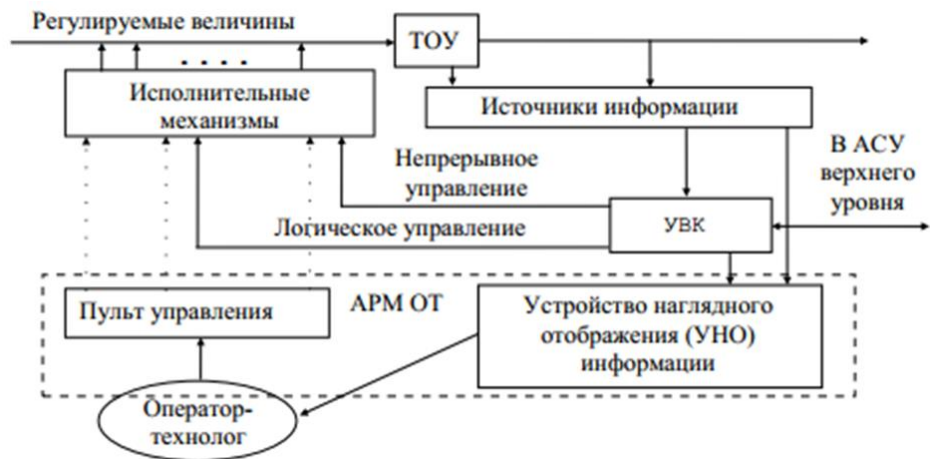 Регулируемые величины
ТОУ
Исполнительные
механизмы
Источники информации
Непрерывное
управление
В АСУ
верхнего
уровня
Логическое управление
УВК
Пульт управления
АРМ ОТ
Устройство наглядного
отображения (УНО)
информации
Оператор-
технолог